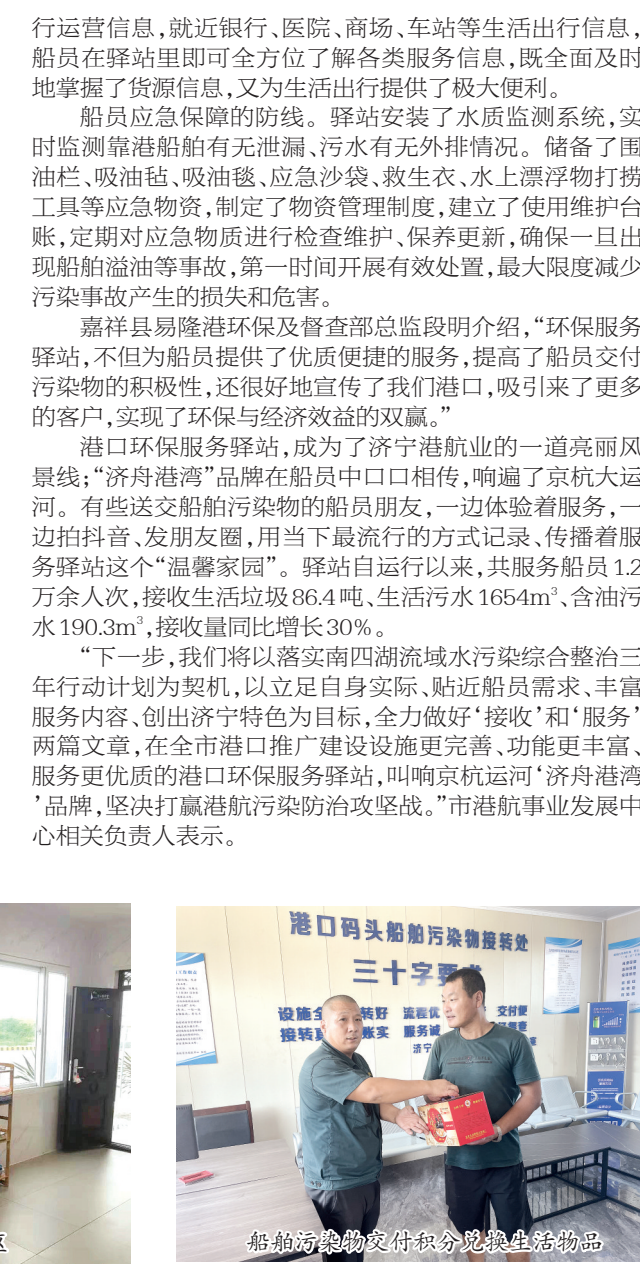 行运营信息,就近银行、医院、商场、车站等生活出行信息,
船员在驿站里即可全方位了解各类服务信息,既全面及时
地掌握了货源信息,又为生活出行提供了极大便利。
船员应急保障的防线。驿站安装了水质监测系统,实
时监测靠港船舶有无泄漏、污水有无外排情况。储备了围
油栏、吸油毡、吸油毯、应急沙袋、救生衣、水上漂浮物打捞
工具等应急物资,制定了物资管理制度,建立了使用维护台
账,定期对应急物质进行检查维护、保养更新,确保一旦出
现船舶溢油等事故,第一时间开展有效处置,最大限度减少
污染事故产生的损失和危害。
嘉祥县易隆港环保及督查部总监段明介绍,“环保服务
驿站,不但为船员提供了优质便捷的服务,提高了船员交付
污染物的积极性,还很好地宣传了我们港口,吸引来了更多
的客户,实现了环保与经济效益的双赢。”
港口环保服务驿站,成为了济宁港航业的一道亮丽风
景线;“济舟港湾”品牌在船员中口口相传,响遍了京杭大运
河。有些送交船舶污染物的船员朋友,一边体验着服务,一
边拍抖音、发朋友圈,用当下最流行的方式记录、传播着服
务驿站这个“温馨家园”。驿站自运行以来,共服务船员1.2
万余人次,接收生活垃圾86.4吨、生活污水1654m³、含油污
水190.3m³,接收量同比增长30%。
“下一步,我们将以落实南四湖流域水污染综合整治三
年行动计划为契机,以立足自身实际、贴近船员需求、丰富
服务内容、创出济宁特色为目标,全力做好‘接收’和‘服务’
两篇文章,在全市港口推广建设设施更完善、功能更丰富、
服务更优质的港口环保服务驿站,叫响京杭运河‘济舟港湾
’品牌,坚决打赢港航污染防治攻坚战。”市港航事业发展中
心相关负责人表示。
港口码头船舶污染物接转处
三十字要求
设施全 转好 流程优 交付便
接转 账实 服务诚
济宁
船舶污染物交付积分兑换生活物品